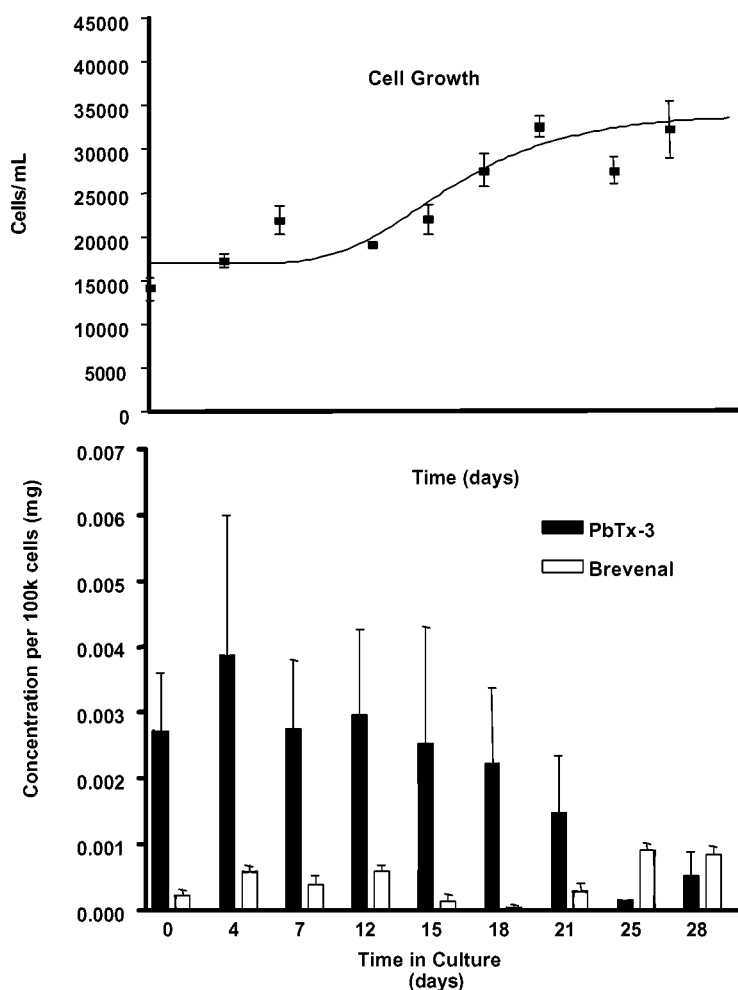 45000
Cell Growth
40000
35000
30000
25000
20000
15000
10000
5000
0
Cells/mL
0.007
Time (days)
0.006
PbTx-3
Brevenal
0.005
0.004
0.003
0.002
0.001
0.000
Concentration per 100k cells (mg)
0 4 7 12 15 18 21 25 28
Time in Culture
(days)